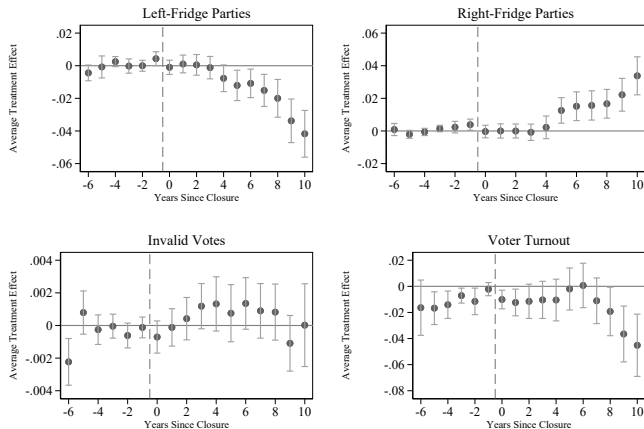 Left-Fridge Parties
Average Treatment Effect
.02
0
-.02
-.04
-.06
-6 -4 -2 0 2 4 6 8 10
Years Since Closure
Right-Fridge Parties
Average Treatment Effect
.06
.04
.02
0
-.02
-6 -4 -2 0 2 4 6 8 10
Years Since Closure
Invalid Votes
Average Treatment Effect
.004
.002
0
-.002
-.004
-6 -4 -2 0 2 4 6 8 10
Years Since Closure
Voter Turnout
Average Treatment Effect
.02
0
-.02
-.04
-.06
-.08
-6 -4 -2 0 2 4 6 8 10
Years Since Closure